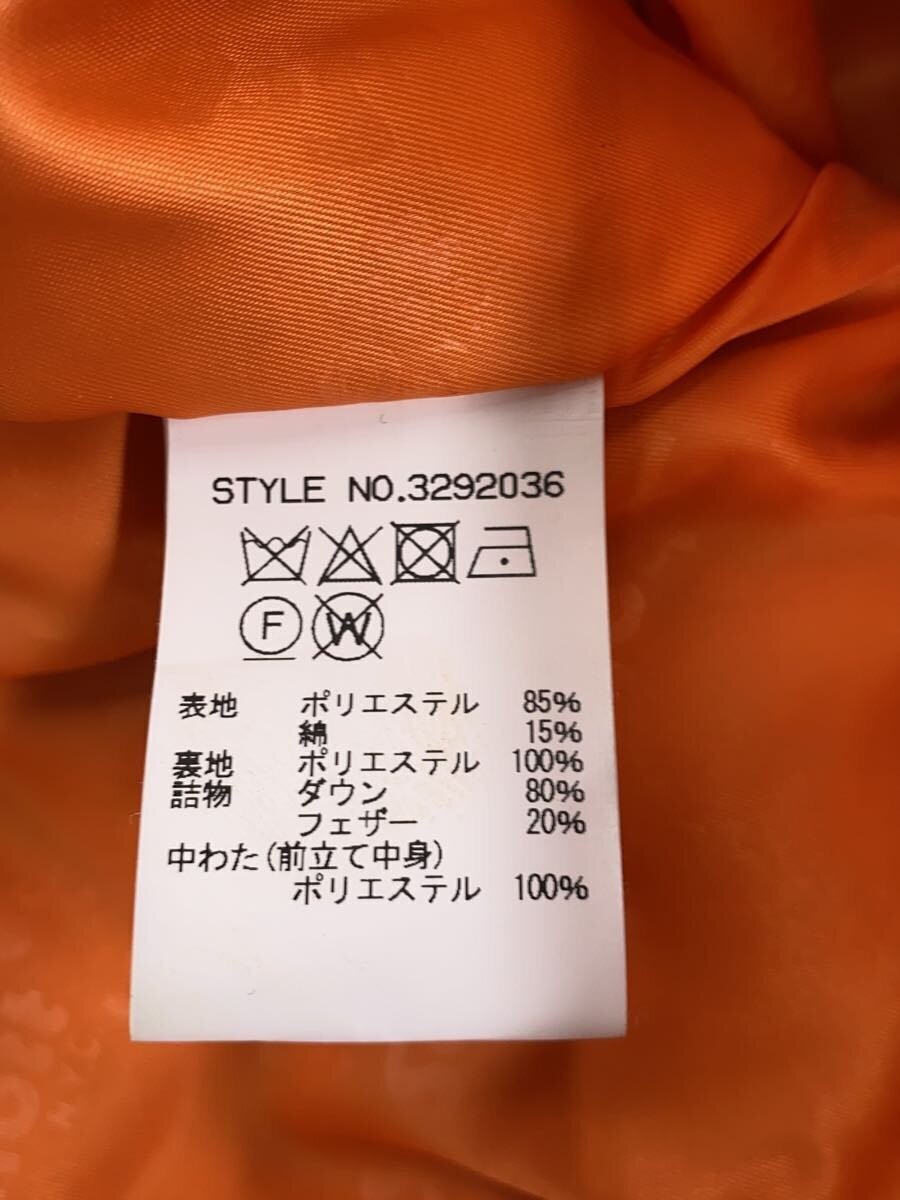 STYLE NO.3292036
F W
表地 ポリエステル 85%
綿 15%
裏地 ポリエステル 100%
詰物 ダウン 80%
フェザー 20%
中わた(前立て中身)
ポリエステル 100%